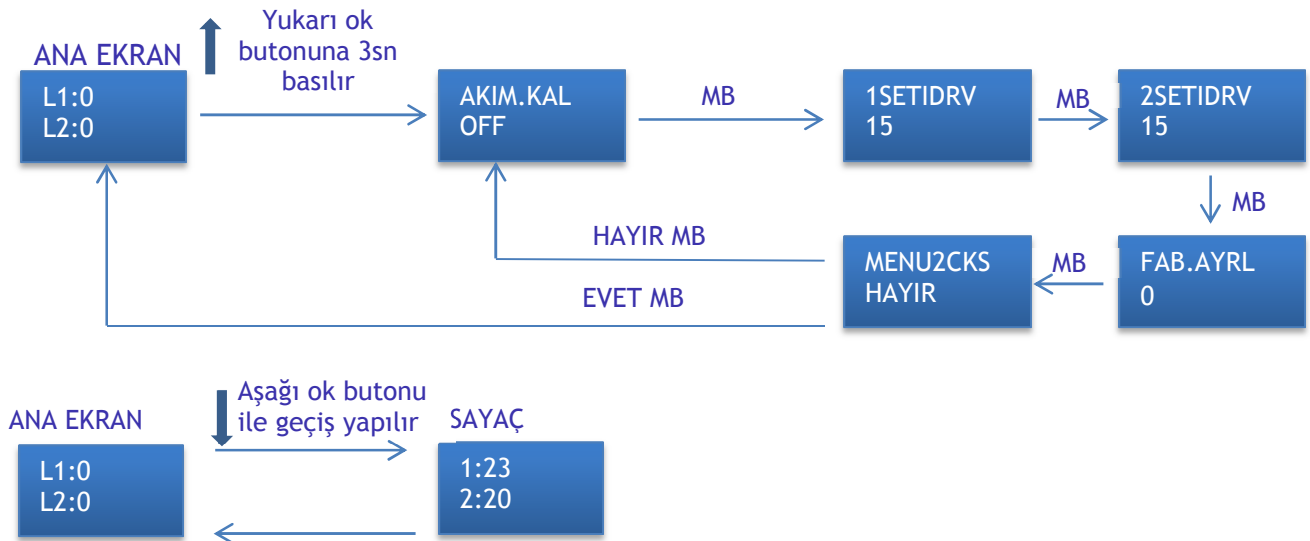 Yukarı ok
butonuna 3sn
basılır
ANA EKRAN
L1:0
L2:0
AKIM.KAL
OFF
MB
1SETIDRV
15
MB
2SETIDRV
15
MB
HAYIR MB
MENU2CKS
HAYIR
MB
FAB.AYRL
0
EVET MB
Aşağı ok butonu
ile geçiş yapılır
ANA EKRAN
SAYAÇ
L1:0
L2:0
1:23
2:20